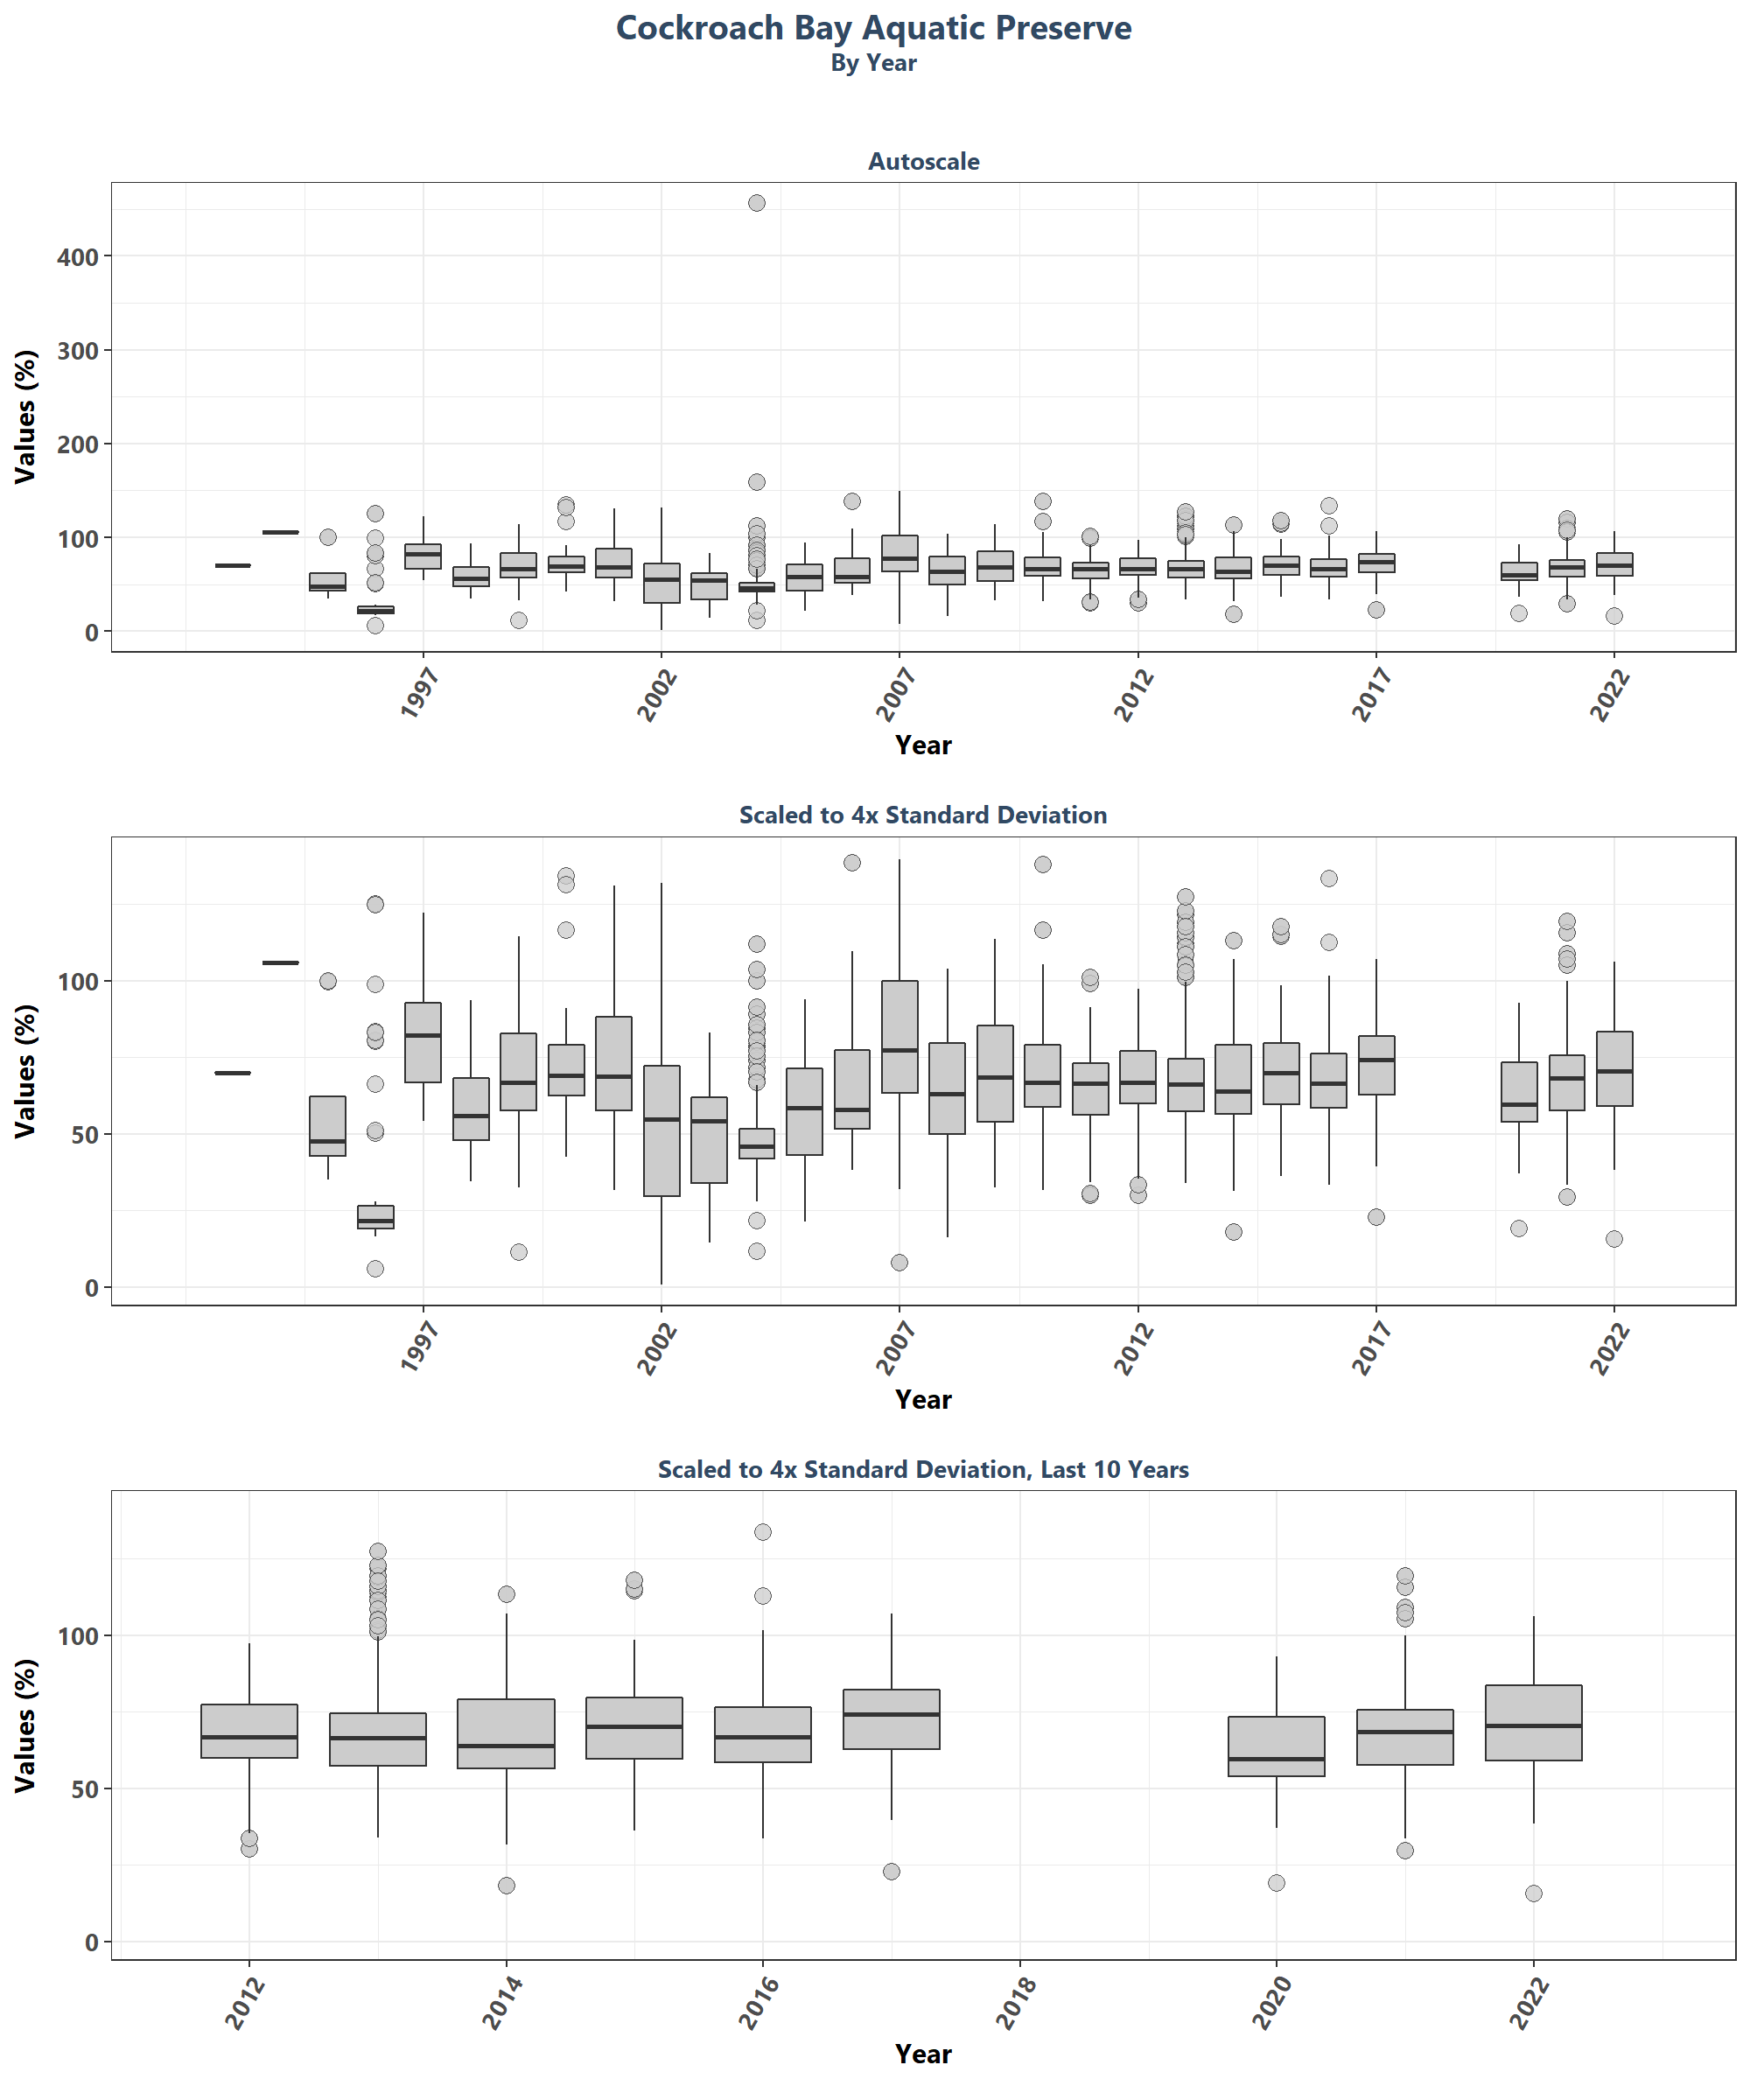 Cockroach Bay Aquatic Preserve
By Year
Autoscale
Values (%)
400
300
200
100
0
1997 2002 2007 2012 2017 2022
Year
Scaled to 4x Standard Deviation
Values (%)
100
50
0
1997 2002 2007 2012 2017 2022
Year
Scaled to 4x Standard Deviation, Last 10 Years
Values (%)
100
50
0
2012 2014 2016 2018 2020 2022
Year